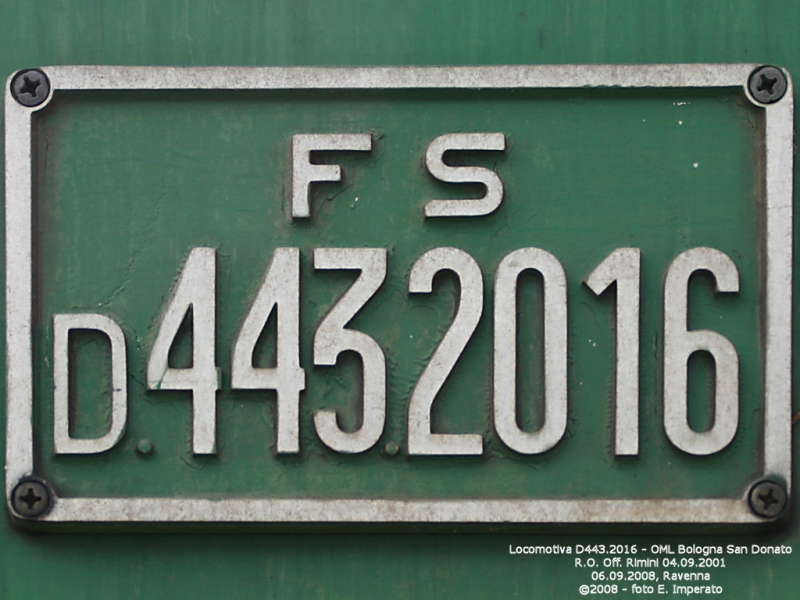 F S
D.443.2016
Locomotiva D443.2016 - OML Bologna San Donato
R.O. Off. Rimini 04.09.2001
06.09.2008, Ravenna
©2008 - foto E. Imperato